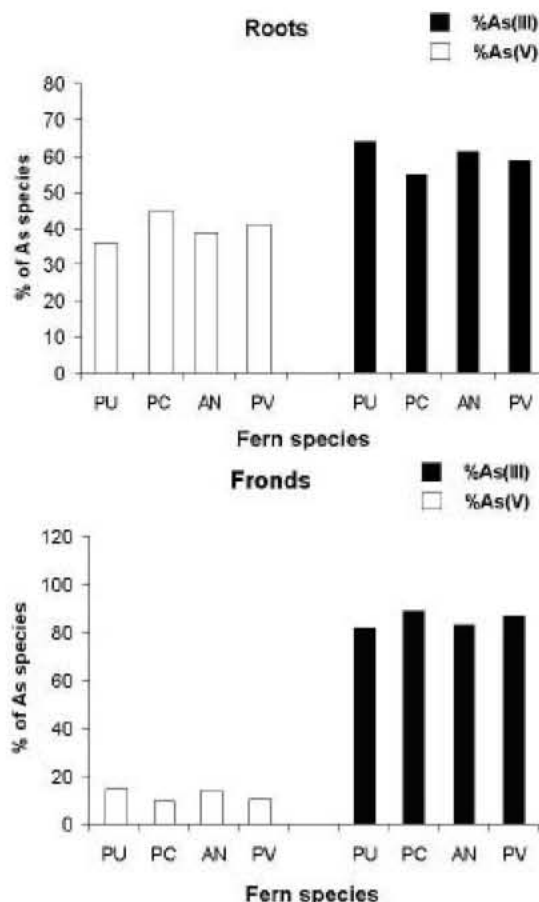 Roots
%As(III)
%As(V)
% of As species
80
70
60
50
40
30
20
10
0
PU PC AN PV PU PC AN PV
Fern species
Fronds
%As(III)
%As(V)
% of As species
120
100
80
60
40
20
0
PU PC AN PV PU PC AN PV
Fern species